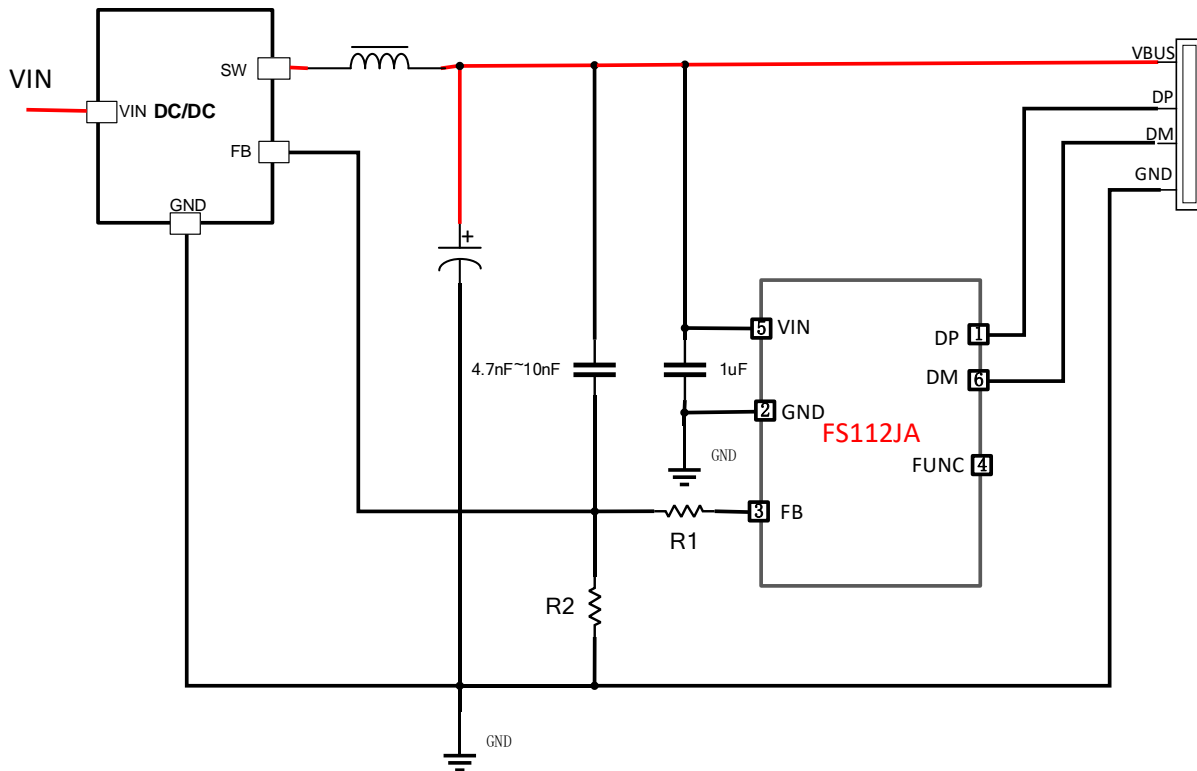 VBUS
SW
VIN
DP
VIN DC/DC
DM
FB
GND
GND
5 VIN
DP 1
4.7nF~10nF
1uF
DM 6
2 GND
FS112JA
GND
FUNC 4
3 FB
R1
R2
GND